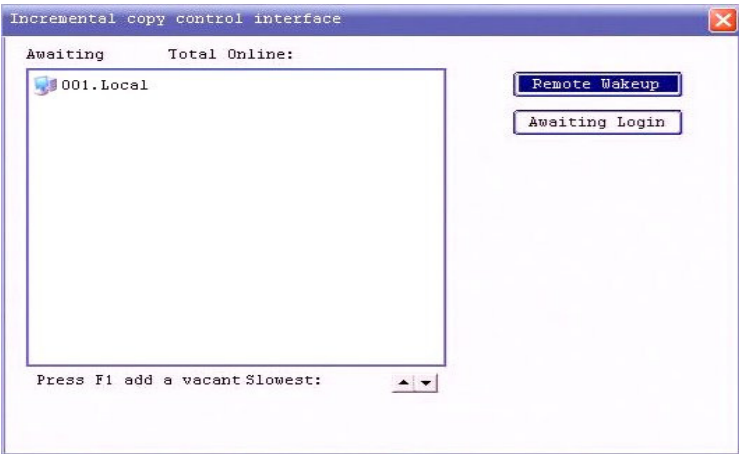 Incremental copy control interface
Awaiting Total Online:
001.Local
Remote Wakeup
Awaiting Login
Press F1 add a vacant Slowest: